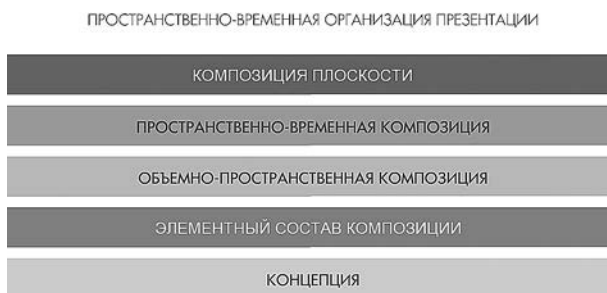 ПРОСТРАНСТВЕННО-ВРЕМЕННАЯ ОРГАНИЗАЦИЯ ПРЕЗЕНТАЦИИ
КОМПОЗИЦИЯ ПЛОСКОСТИ
ПРОСТРАНСТВЕННО-ВРЕМЕННАЯ КОМПОЗИЦИЯ
ОБЪЕМНО-ПРОСТРАНСТВЕННАЯ КОМПОЗИЦИЯ
ЭЛЕМЕНТНЫЙ СОСТАВ КОМПОЗИЦИИ
КОНЦЕПЦИЯ